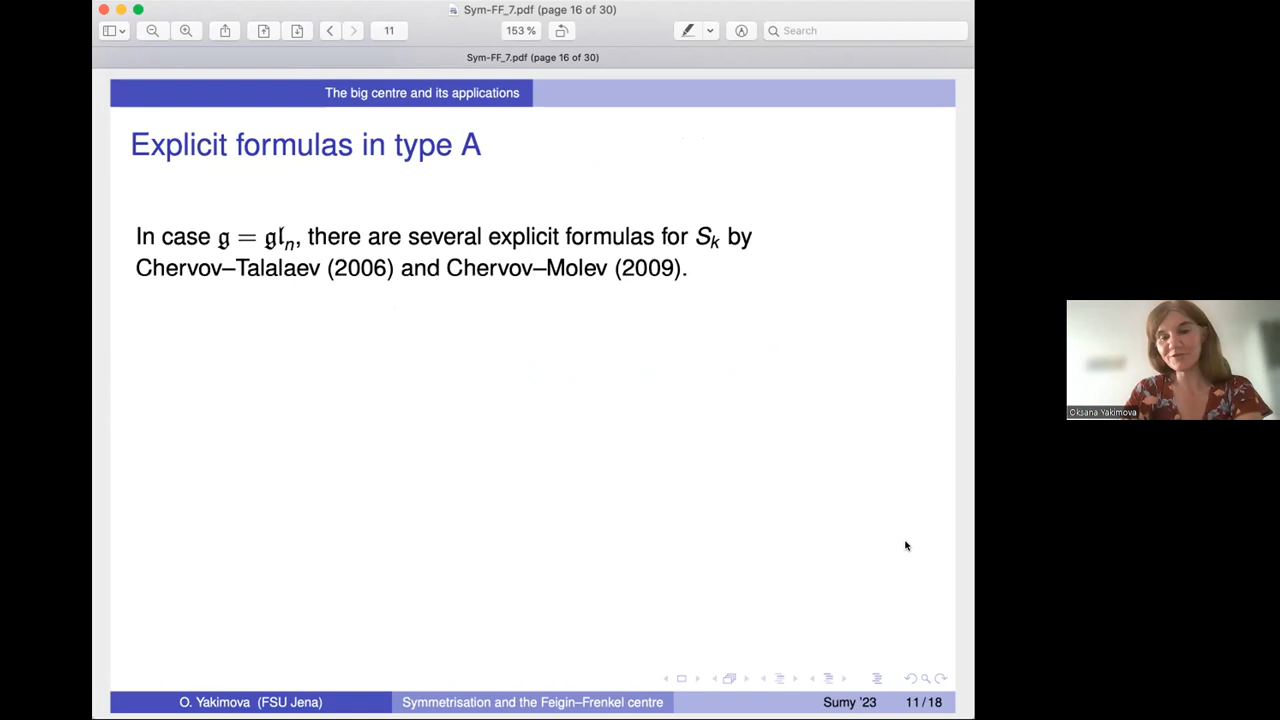 Sym-FF_7.pdf (page 16 of 30)
11
153 %
Search
Sym-FF_7.pdf (page 16 of 30)
The big centre and its applications
Explicit formulas in type A
In case 𝔤 = 𝔤𝔩ₙ, there are several explicit formulas for Sₖ by
Chervov–Talalaev (2006) and Chervov–Molev (2009).
Oksana Yakimova
O. Yakimova (FSU Jena)
Symmetrisation and the Feigin–Frenkel centre
Sumy '23
11 / 18